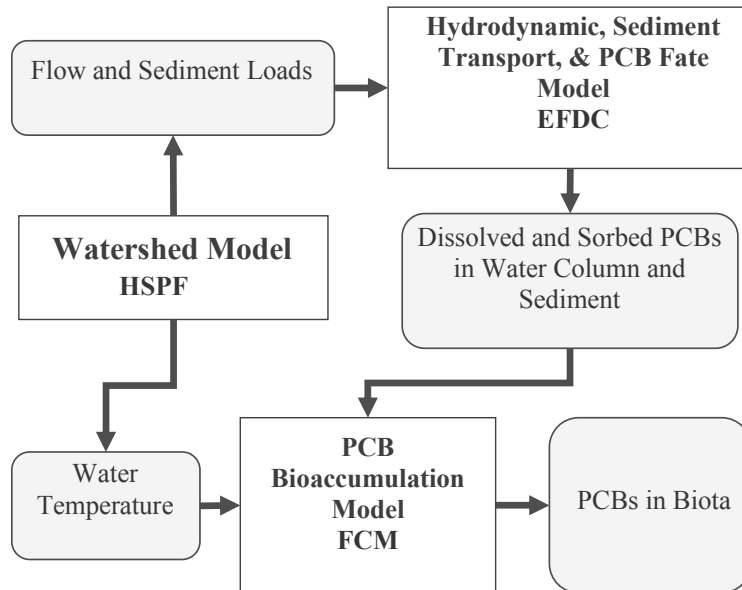 Flow and Sediment Loads
Hydrodynamic, Sediment
Transport, & PCB Fate
Model
EFDC
Watershed Model
HSPF
Dissolved and Sorbed PCBs
in Water Column and
Sediment
Water
Temperature
PCB
Bioaccumulation
Model
FCM
PCBs in Biota